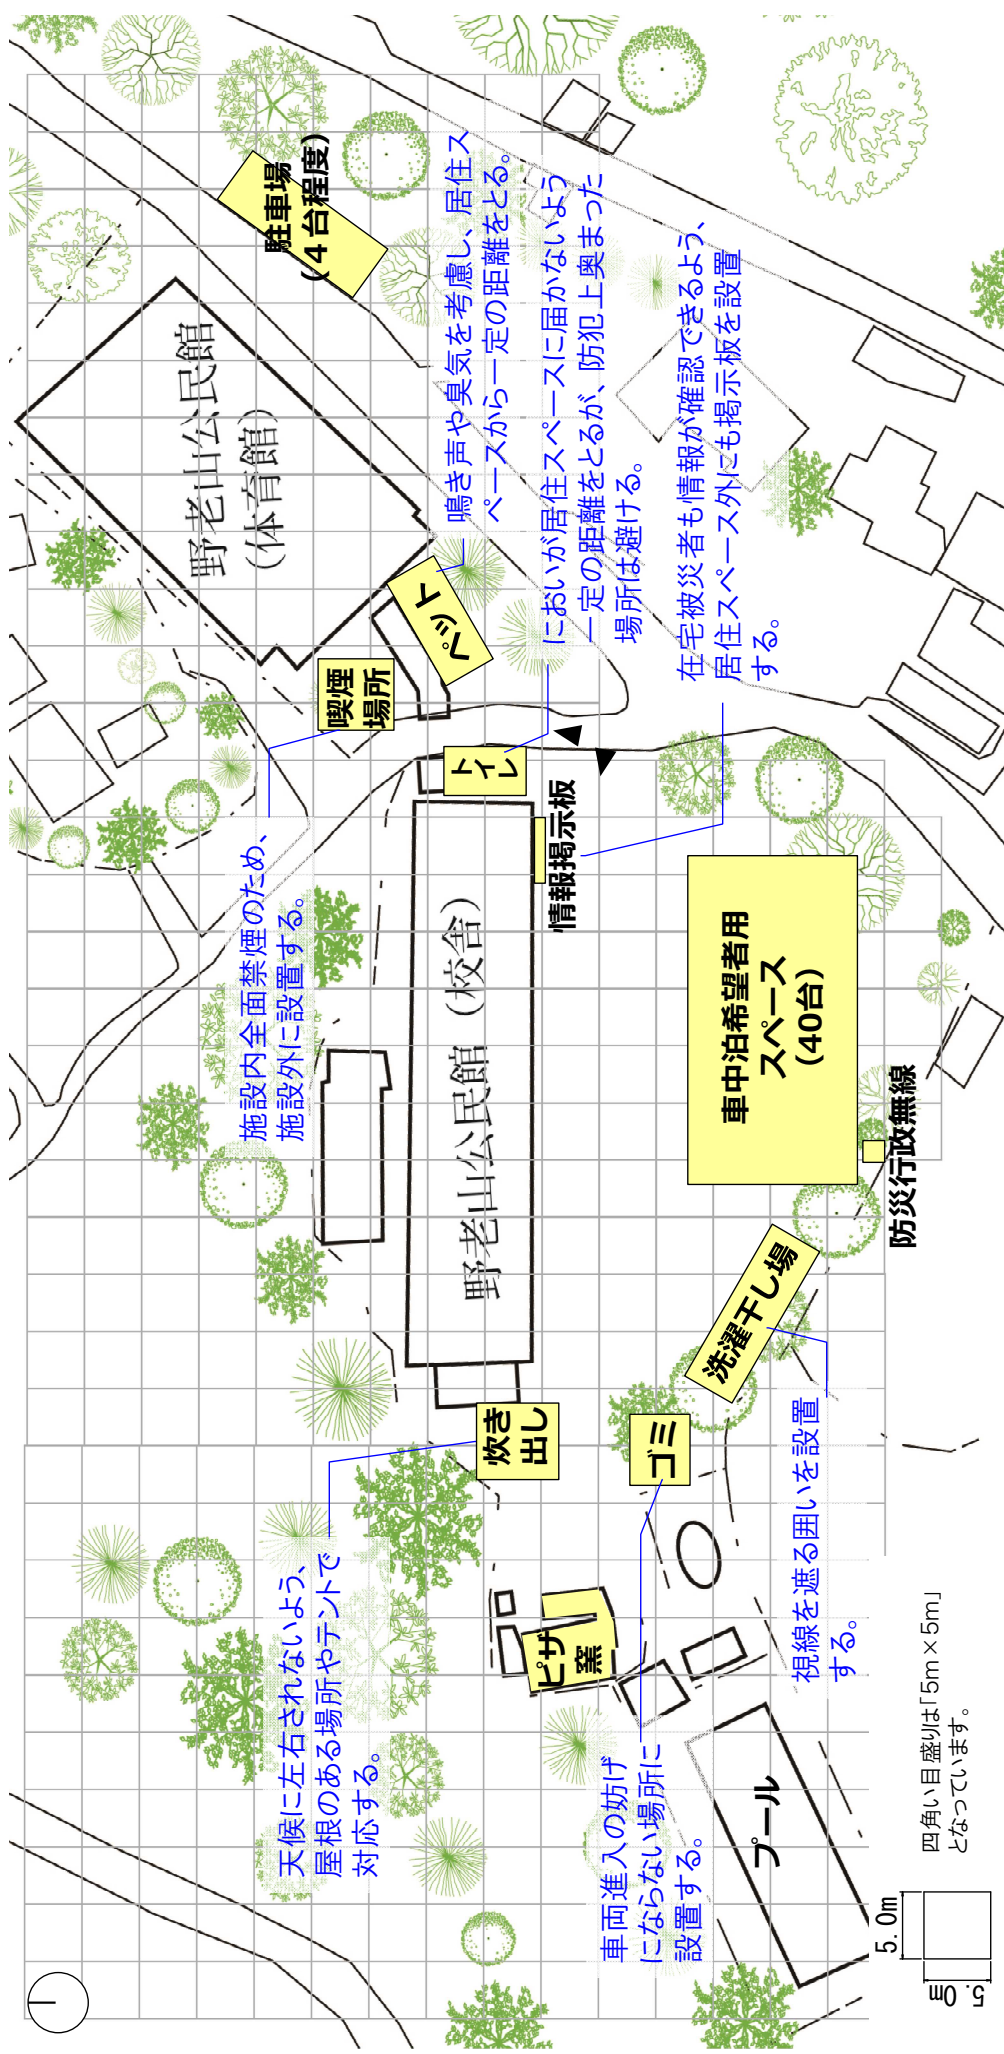 駐車場
(４台程度)
野老山公民館
(体育館)
鳴き声や臭気を考慮し、居住ス
ペースから一定の距離をとる。
ペット
喫煙
場所
においが居住スペースに届かないよう
一定の距離をとるが、防犯上奥まった
場所は避ける。
在宅被災者も情報が確認できるよう、
居住スペース外にも掲示板を設置
する。
トイ
レ
情報掲示板
施設内全面禁煙のため、
施設外に設置する。
野老山公民館 (校舎)
車中泊希望者用
スペース
(40台)
防災行政無線
洗濯干し場
炊き
出し
ゴミ
視線を遮る囲いを設置
する。
天候に左右されないよう、
屋根のある場所やテントで
対応する。
ピザ
窯
車両進入の妨げ
にならない場所に
設置する。
プール
四角い目盛りは「5m×5m」
となっています。
5.0m
5.0m